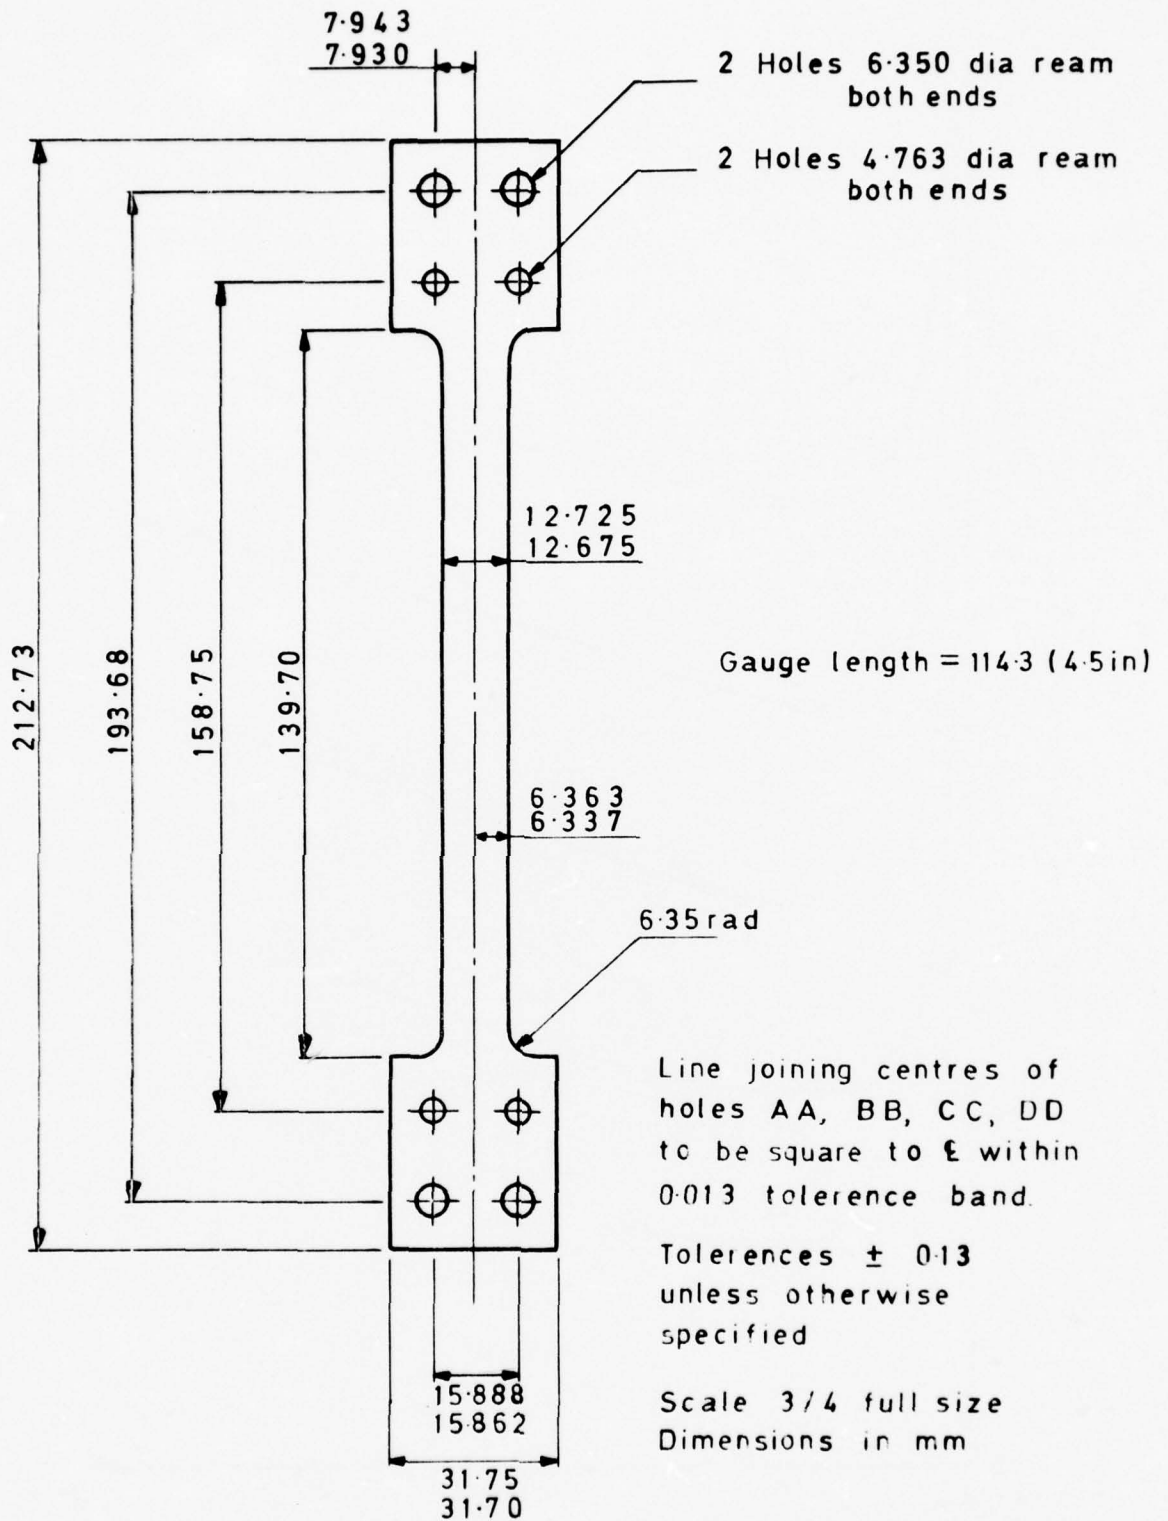 7·943
7·930
2 Holes 6·350 dia ream
both ends
2 Holes 4·763 dia ream
both ends
12·725
12·675
212·73
193·68
158·75
139·70
Gauge length = 114·3 (4·5in)
6·363
6·337
6·35 rad
Line joining centres of
holes AA, BB, CC, DD
to be square to ℄ within
0·013 tolerence band.
Tolerences ± 0·13
unless otherwise
specified
15·888
15·862
Scale 3/4 full size
Dimensions in mm
31·75
31·70